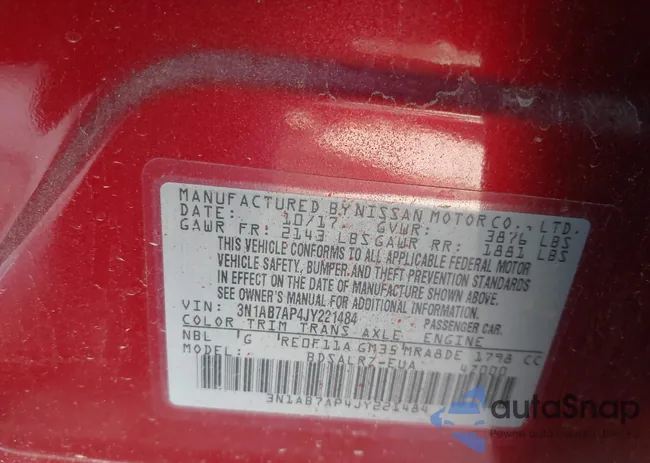 MANUFACTURED BY NISSAN MOTOR CO., LTD.
DATE: 10/17 GVWR: 3876 LBS
GAWR FR: 2143 LBS GAWR RR: 1881 LBS
THIS VEHICLE CONFORMS TO ALL APPLICABLE FEDERAL MOTOR
VEHICLE SAFETY, BUMPER, AND THEFT PREVENTION STANDARDS
IN EFFECT ON THE DATE OF MANUFACTURE SHOWN ABOVE.
SEE OWNER'S MANUAL FOR ADDITIONAL INFORMATION.
VIN: 3N1AB7AP4JY221484 PASSENGER CAR.
COLOR TRIM TRANS AXLE ENGINE
NBL G RE0F11A GM35 MRA8DE 1798 CC
MODEL BDSALRZ-EUA 4Z000
3N1AB7AP4JY221484
autoSnap